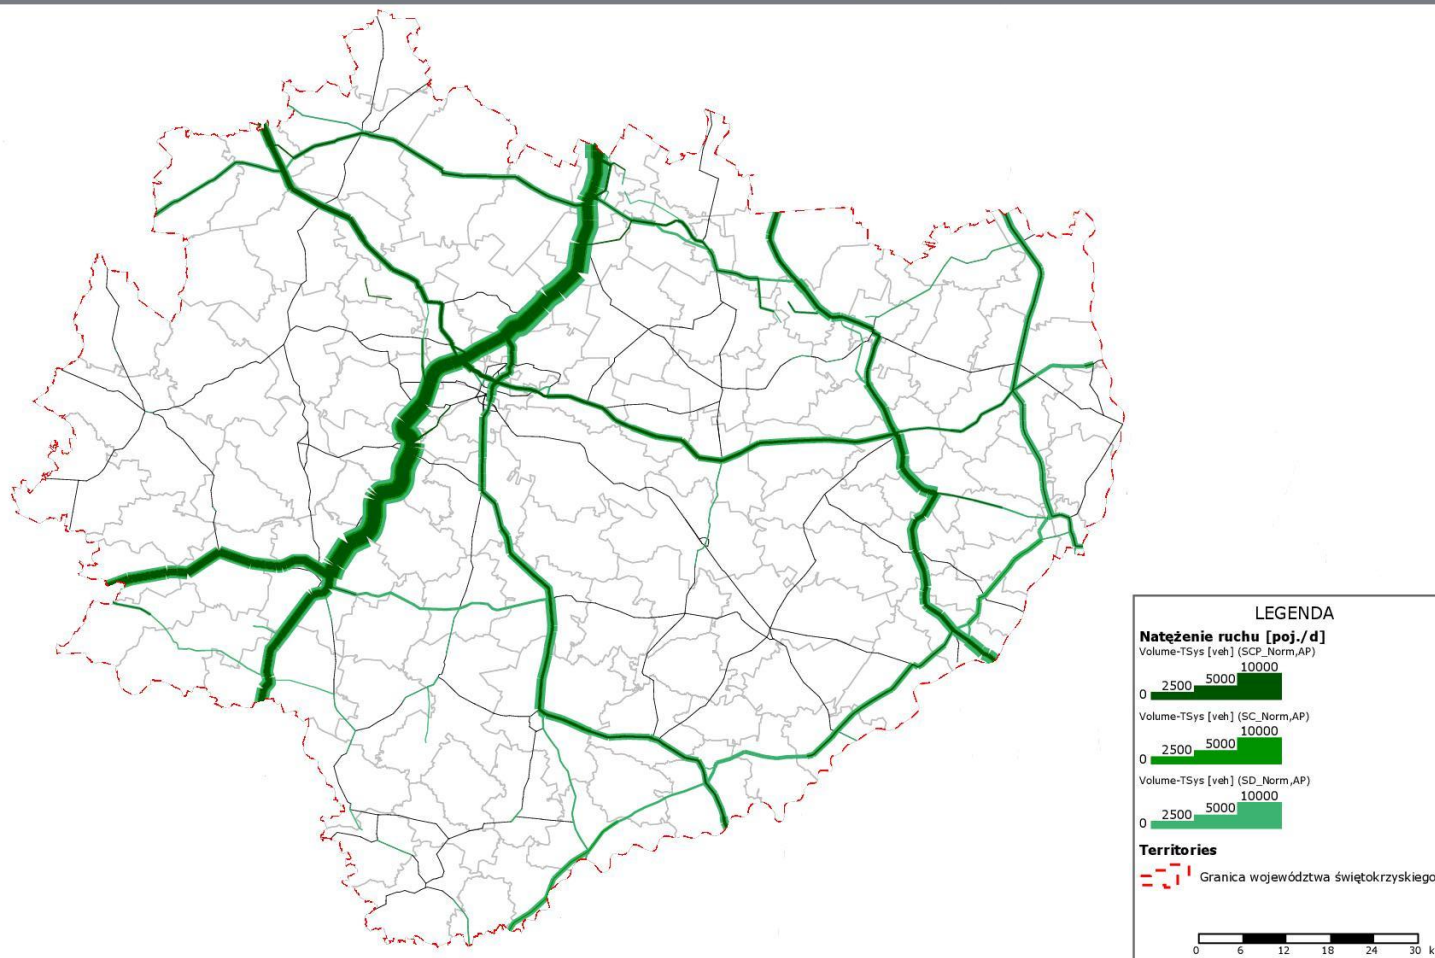 LEGENDA
Natężenie ruchu [poj./d]
Volume-TSys [veh] (SCP_Norm,AP)
0 2500 5000 10000
Volume-TSys [veh] (SC_Norm,AP)
0 2500 5000 10000
Volume-TSys [veh] (SD_Norm,AP)
0 2500 5000 10000
Territories
Granica województwa świętokrzyskiego
0 6 12 18 24 30 k